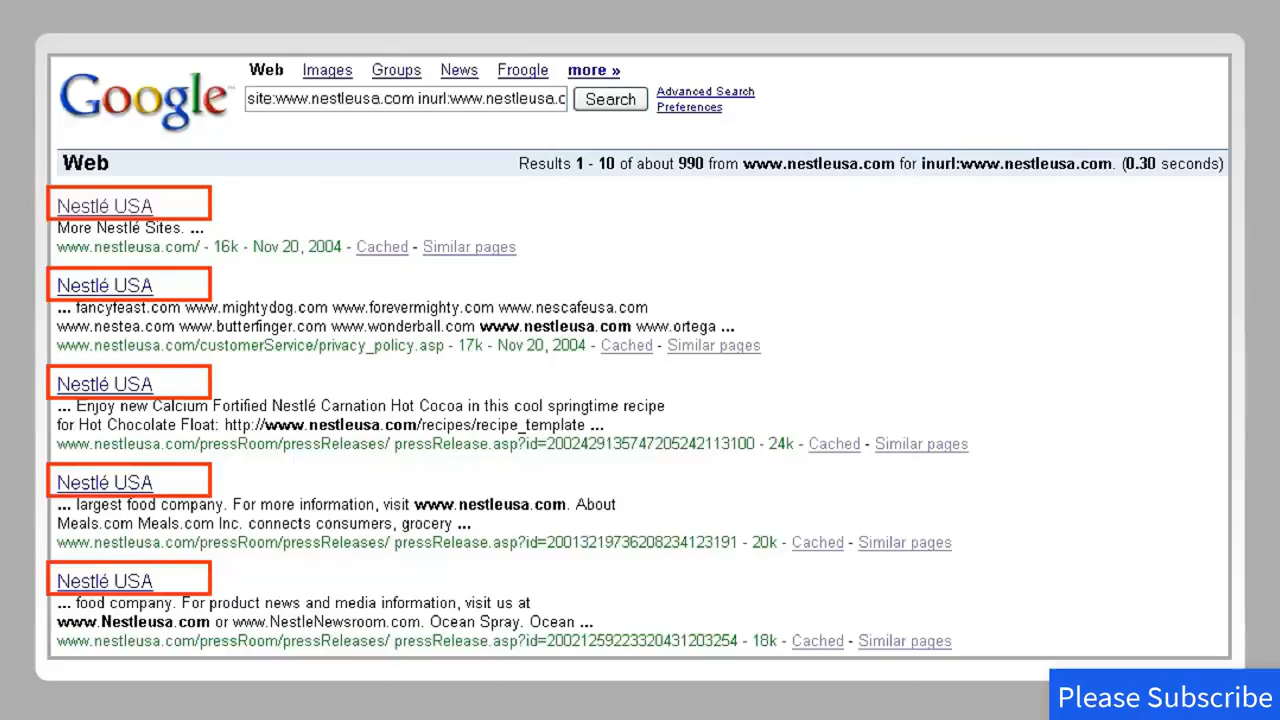 Google™
Web Images Groups News Froogle more »
site:www.nestleusa.com inurl:www.nestleusa.c Search Advanced Search
Preferences
Web Results 1 - 10 of about 990 from www.nestleusa.com for inurl:www.nestleusa.com. (0.30 seconds)
Nestlé USA
More Nestlé Sites. ...
www.nestleusa.com/ - 16k - Nov 20, 2004 - Cached - Similar pages
Nestlé USA
... fancyfeast.com www.mightydog.com www.forevermighty.com www.nescafeusa.com
www.nestea.com www.butterfinger.com www.wonderball.com www.nestleusa.com www.ortega ...
www.nestleusa.com/customerService/privacy_policy.asp - 17k - Nov 20, 2004 - Cached - Similar pages
Nestlé USA
... Enjoy new Calcium Fortified Nestlé Carnation Hot Cocoa in this cool springtime recipe
for Hot Chocolate Float: http://www.nestleusa.com/recipes/recipe_template ...
www.nestleusa.com/pressRoom/pressReleases/ pressRelease.asp?id=2002429135747205242113100 - 24k - Cached - Similar pages
Nestlé USA
... largest food company. For more information, visit www.nestleusa.com. About
Meals.com Meals.com Inc. connects consumers, grocery ...
www.nestleusa.com/pressRoom/pressReleases/ pressRelease.asp?id=20013219736208234123191 - 20k - Cached - Similar pages
Nestlé USA
... food company. For product news and media information, visit us at
www.Nestleusa.com or www.NestleNewsroom.com. Ocean Spray. Ocean ...
www.nestleusa.com/pressRoom/pressReleases/ pressRelease.asp?id=20021259223320431203254 - 18k - Cached - Similar pages
Please Subscribe